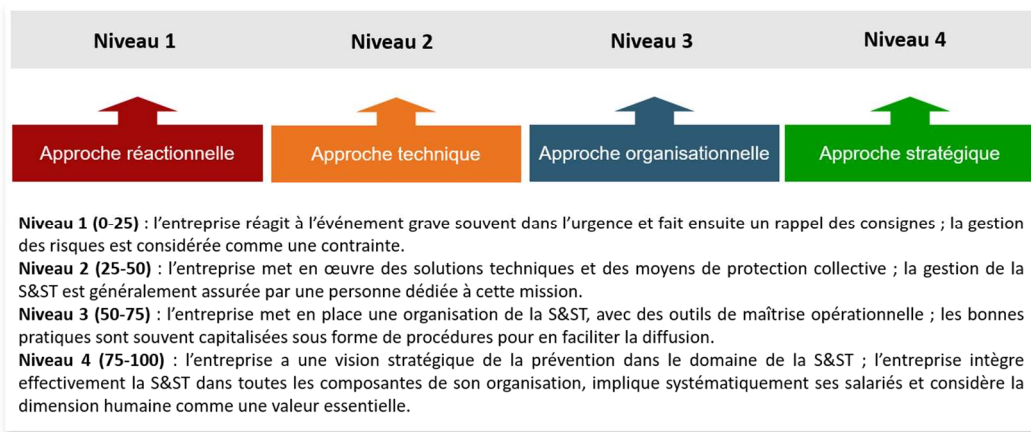 Niveau 1
Niveau 2
Niveau 3
Niveau 4
Approche réactionnelle
Approche technique
Approche organisationnelle
Approche stratégique
Niveau 1 (0-25) : l’entreprise réagit à l’événement grave souvent dans l’urgence et fait ensuite un rappel des consignes ; la gestion
des risques est considérée comme une contrainte.
Niveau 2 (25-50) : l’entreprise met en œuvre des solutions techniques et des moyens de protection collective ; la gestion de la
S&ST est généralement assurée par une personne dédiée à cette mission.
Niveau 3 (50-75) : l’entreprise met en place une organisation de la S&ST, avec des outils de maîtrise opérationnelle ; les bonnes
pratiques sont souvent capitalisées sous forme de procédures pour en faciliter la diffusion.
Niveau 4 (75-100) : l’entreprise a une vision stratégique de la prévention dans le domaine de la S&ST ; l’entreprise intègre
effectivement la S&ST dans toutes les composantes de son organisation, implique systématiquement ses salariés et considère la
dimension humaine comme une valeur essentielle.